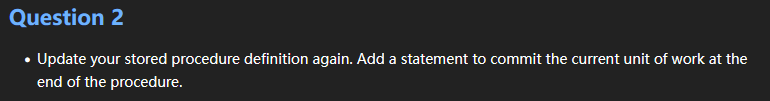 Question 2
• Update your stored procedure definition again. Add a statement to commit the current unit of work at the
end of the procedure.